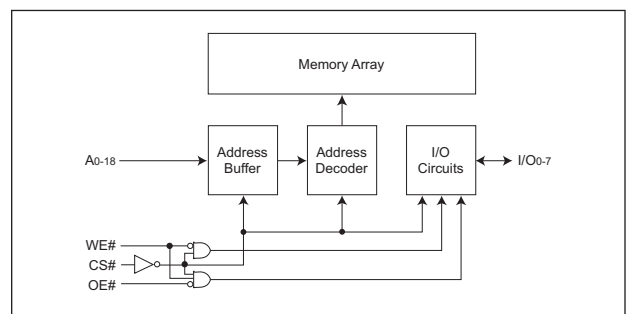 Memory Array
A0-18
Address
Buffer
Address
Decoder
I/O
Circuits
I/O0-7
WE#
CS#
OE#